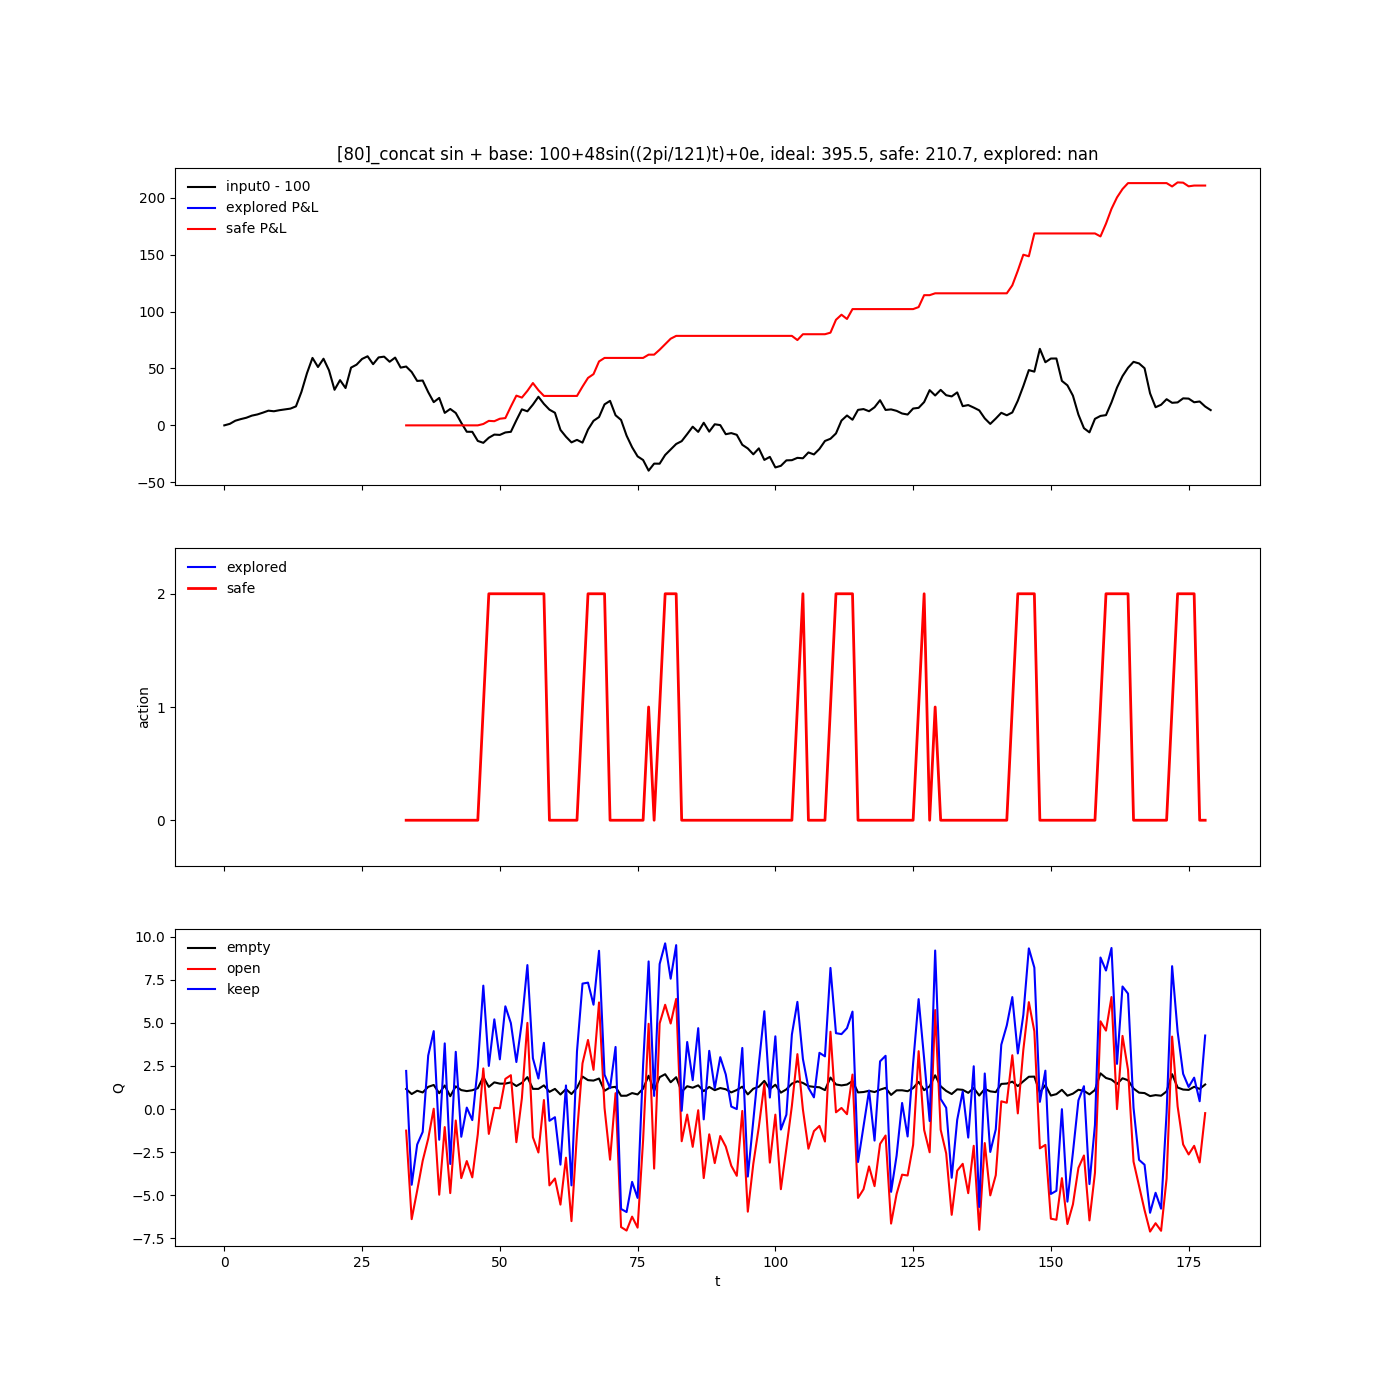 [80]_concat sin + base: 100+48sin((2pi/121)t)+0e, ideal: 395.5, safe: 210.7, explored: nan
input0 - 100
explored P&L
safe P&L
200
150
100
50
0
−50
explored
safe
2
1
0
action
empty
open
keep
10.0
7.5
5.0
2.5
0.0
−2.5
−5.0
−7.5
Q
0 25 50 75 100 125 150 175
t